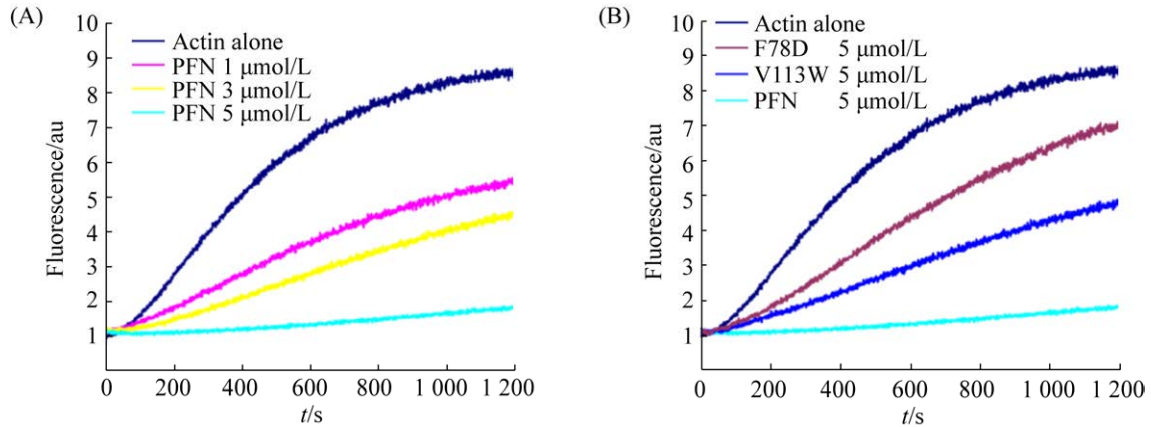 (A)
10
9
8
7
6
5
4
3
2
1
Fluorescence/au
Actin alone
PFN 1 μmol/L
PFN 3 μmol/L
PFN 5 μmol/L
0 200 400 600 800 1 000 1 200
t/s
(B)
10
9
8
7
6
5
4
3
2
1
Fluorescence/au
Actin alone
F78D 5 μmol/L
V113W 5 μmol/L
PFN 5 μmol/L
0 200 400 600 800 1 000 1 200
t/s